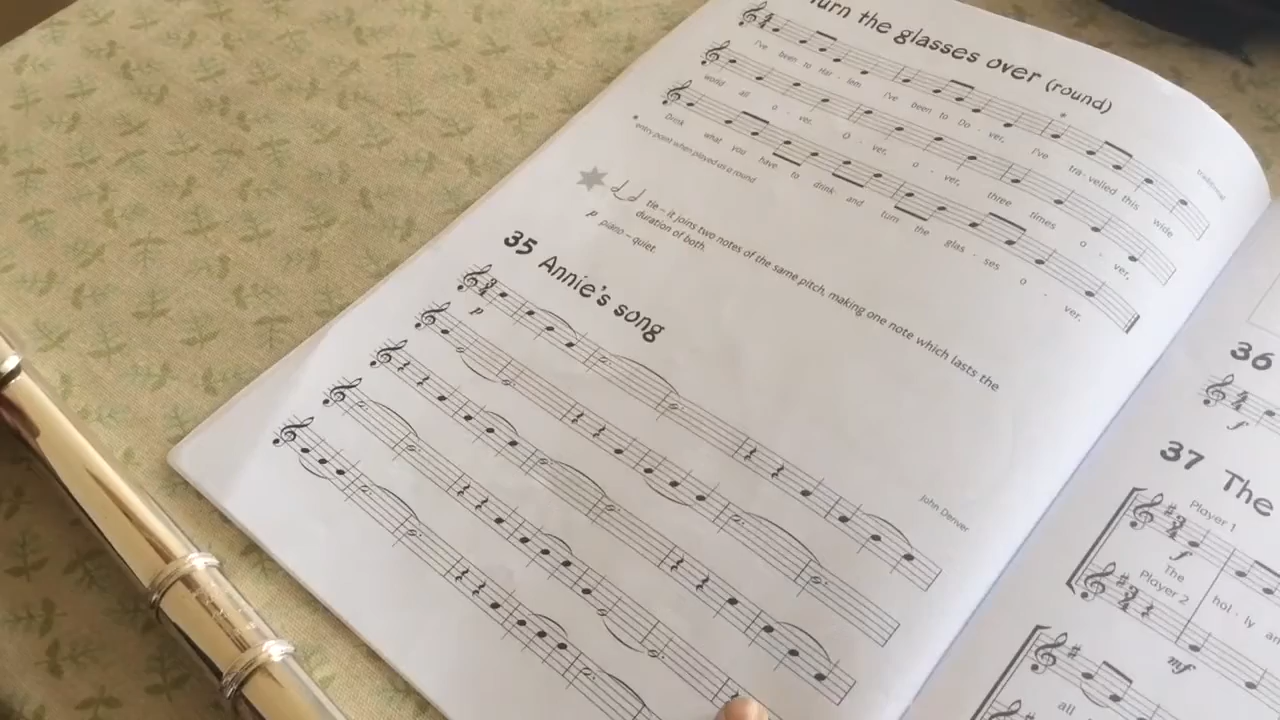 Turn the glasses over (round)
traditional
I've been to Har - lem I've been to Do - ver, I've tra - velled this wide
world all o - ver, O - ver, o - ver, three times o - ver,
Drink what you have to drink and turn the glas - ses o - ver.
* entry point when played as a round
tie – it joins two notes of the same pitch, making one note which lasts the
duration of both.
p piano – quiet.
35 Annie's song
John Denver
p
36
f
37 The
Player 1
f
The
hol - ly an
Player 2
mf
all